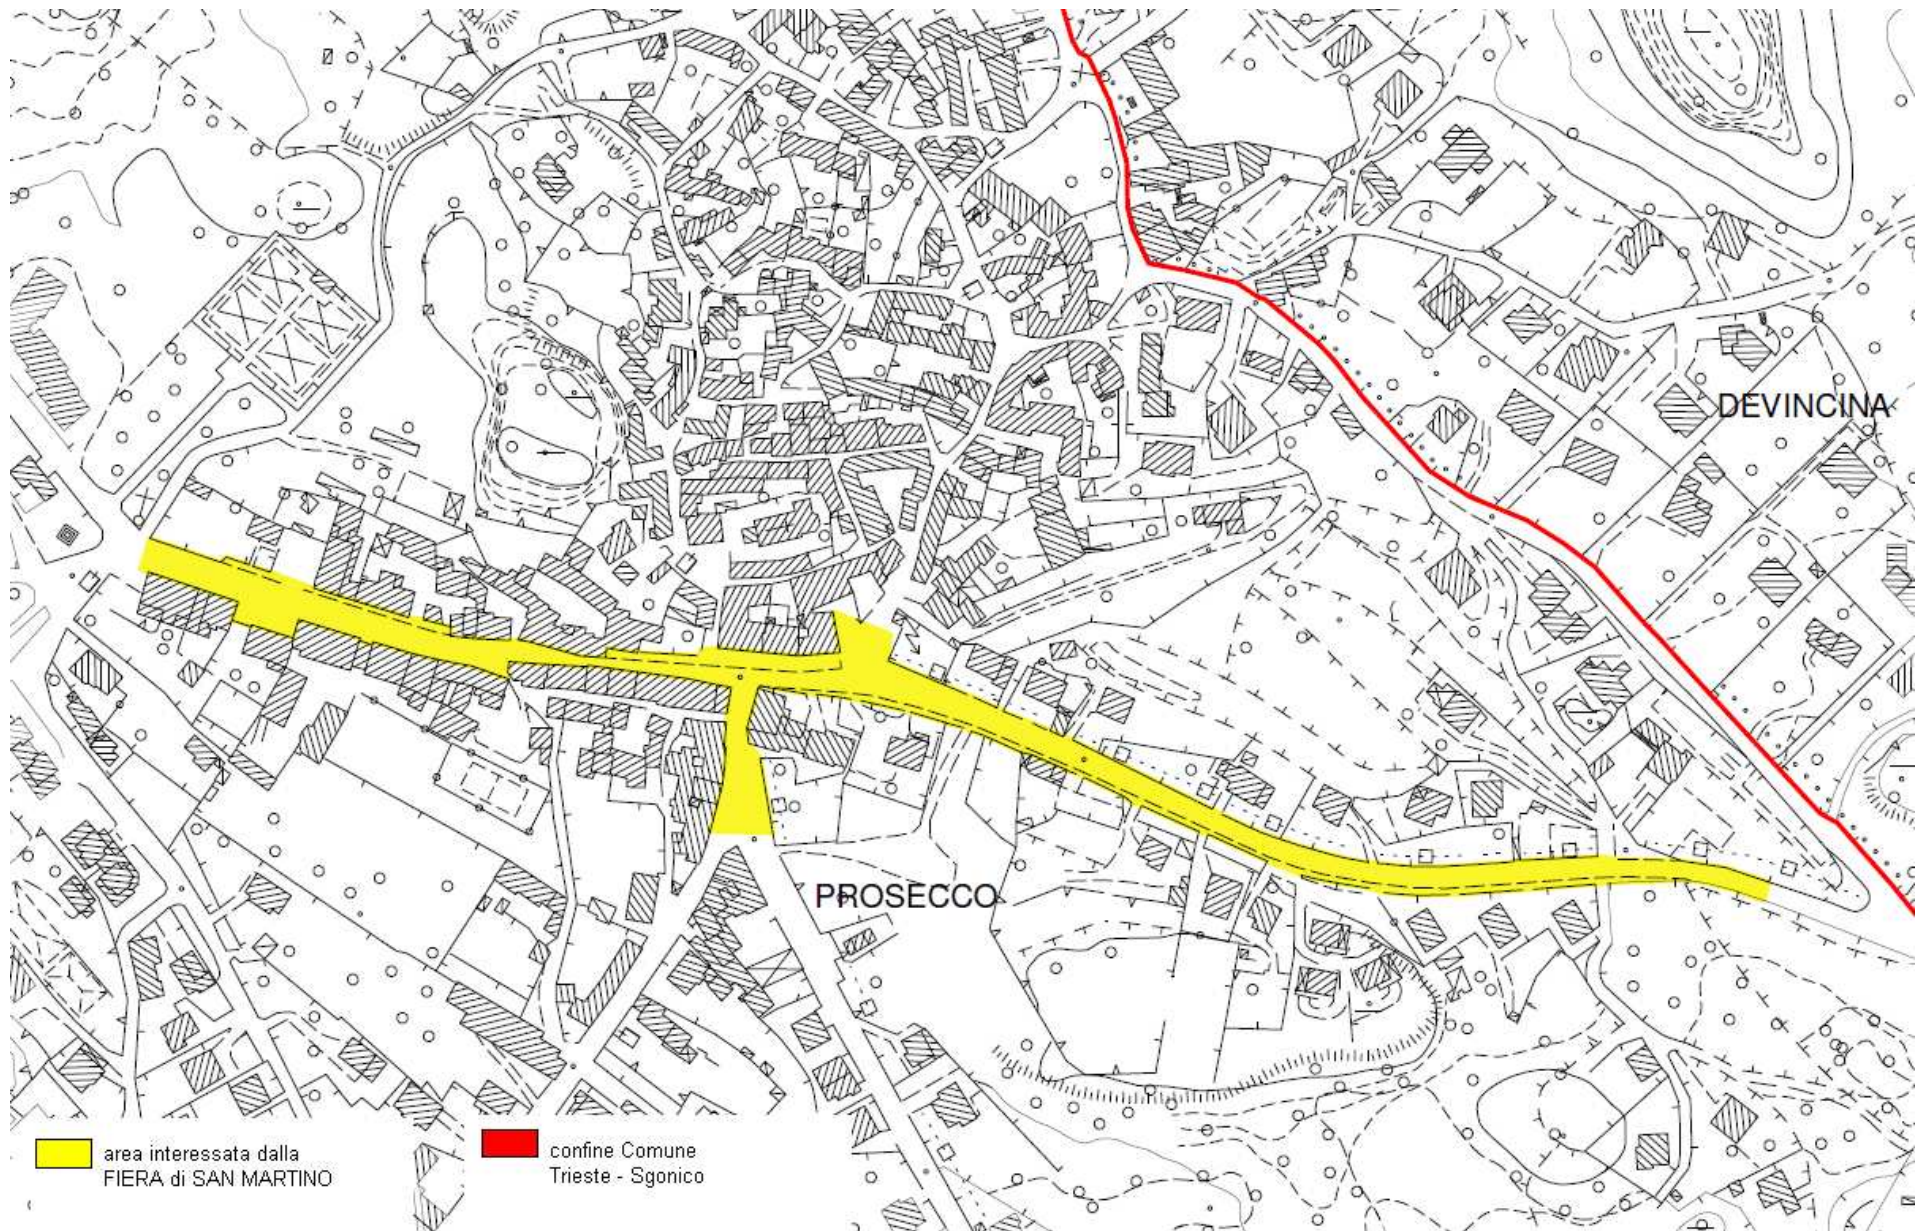 DEVINCINA
PROSECCO
area interessata dalla
FIERA di SAN MARTINO
confine Comune
Trieste - Sgonico